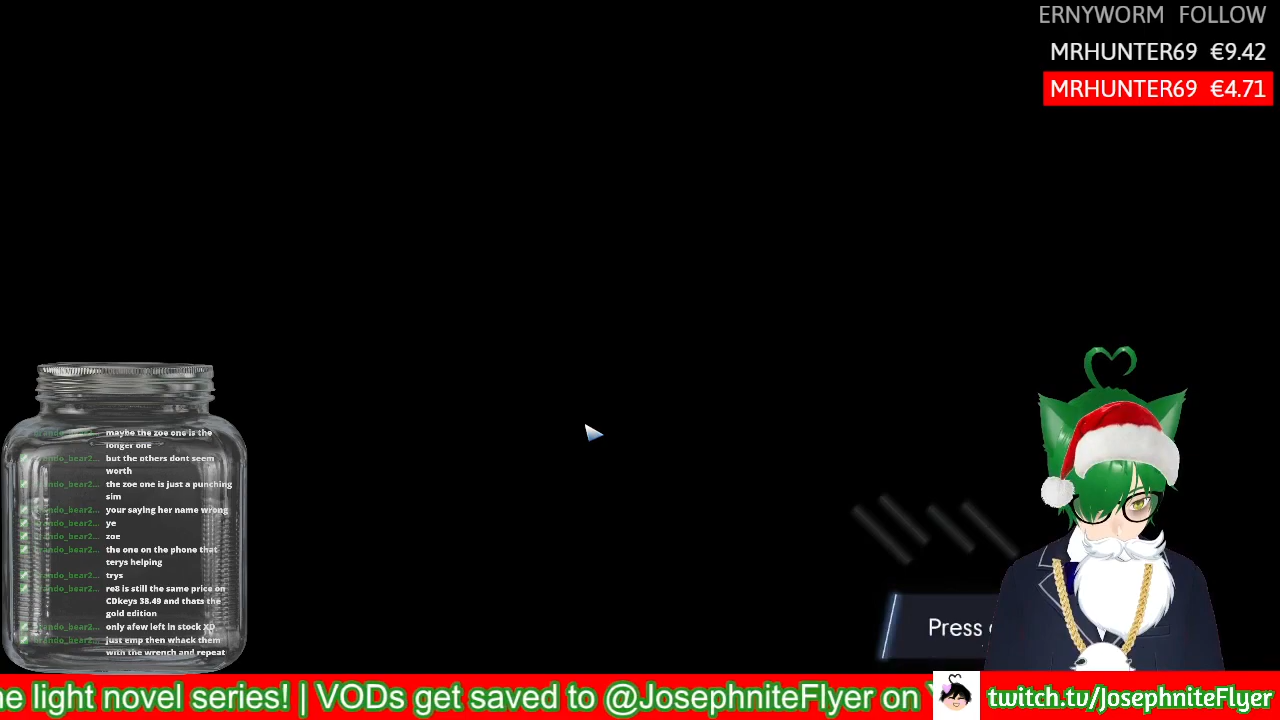 ERNYWORM FOLLOW
MRHUNTER69 €9.42
MRHUNTER69 €4.71
maybe the zoe one is the
longer one
but the others dont seem
worth
the zoe one is just a punching
sim
your saying her name wrong
ye
zoe
the one on the phone that
terys helping
trys
re8 is still the same price on
CDkeys 38.49 and thats the
gold edition
only afew left in stock XD
just emp then whack them
with the wrench and repeat
Press
e light novel series! | VODs get saved to @JosephniteFlyer on
twitch.tv/JosephniteFlyer